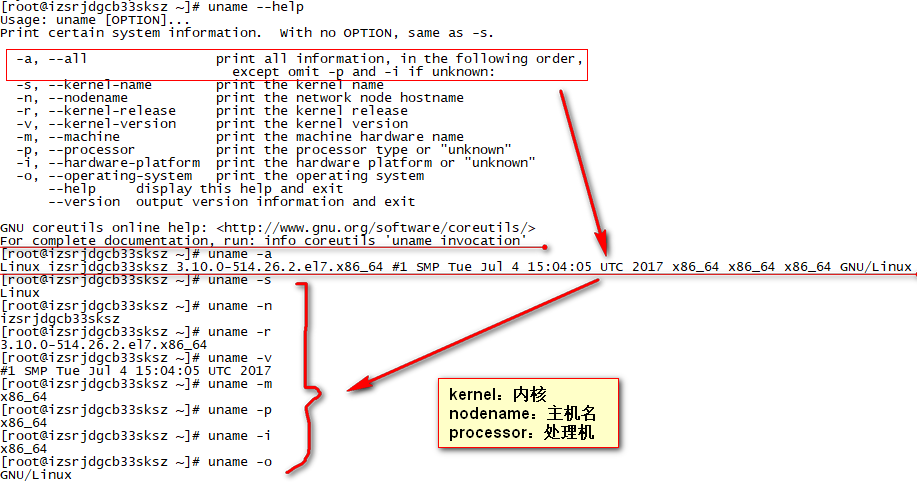 [root@izsrjdgcb33sksz ~]# uname --help
Usage: uname [OPTION]...
Print certain system information.  With no OPTION, same as -s.
-a, --all                print all information, in the following order,
except omit -p and -i if unknown:
-s, --kernel-name        print the kernel name
-n, --nodename           print the network node hostname
-r, --kernel-release     print the kernel release
-v, --kernel-version     print the kernel version
-m, --machine            print the machine hardware name
-p, --processor          print the processor type or "unknown"
-i, --hardware-platform  print the hardware platform or "unknown"
-o, --operating-system   print the operating system
--help     display this help and exit
--version  output version information and exit
GNU coreutils online help: <http://www.gnu.org/software/coreutils/>
For complete documentation, run: info coreutils 'uname invocation'
[root@izsrjdgcb33sksz ~]# uname -a
Linux izsrjdgcb33sksz 3.10.0-514.26.2.el7.x86_64 #1 SMP Tue Jul 4 15:04:05 UTC 2017 x86_64 x86_64 x86_64 GNU/Linux
[root@izsrjdgcb33sksz ~]# uname -s
Linux
[root@izsrjdgcb33sksz ~]# uname -n
izsrjdgcb33sksz
[root@izsrjdgcb33sksz ~]# uname -r
3.10.0-514.26.2.el7.x86_64
[root@izsrjdgcb33sksz ~]# uname -v
#1 SMP Tue Jul 4 15:04:05 UTC 2017
[root@izsrjdgcb33sksz ~]# uname -m
x86_64
[root@izsrjdgcb33sksz ~]# uname -p
x86_64
[root@izsrjdgcb33sksz ~]# uname -i
x86_64
[root@izsrjdgcb33sksz ~]# uname -o
GNU/Linux
kernel：内核
nodename：主机名
processor：处理机